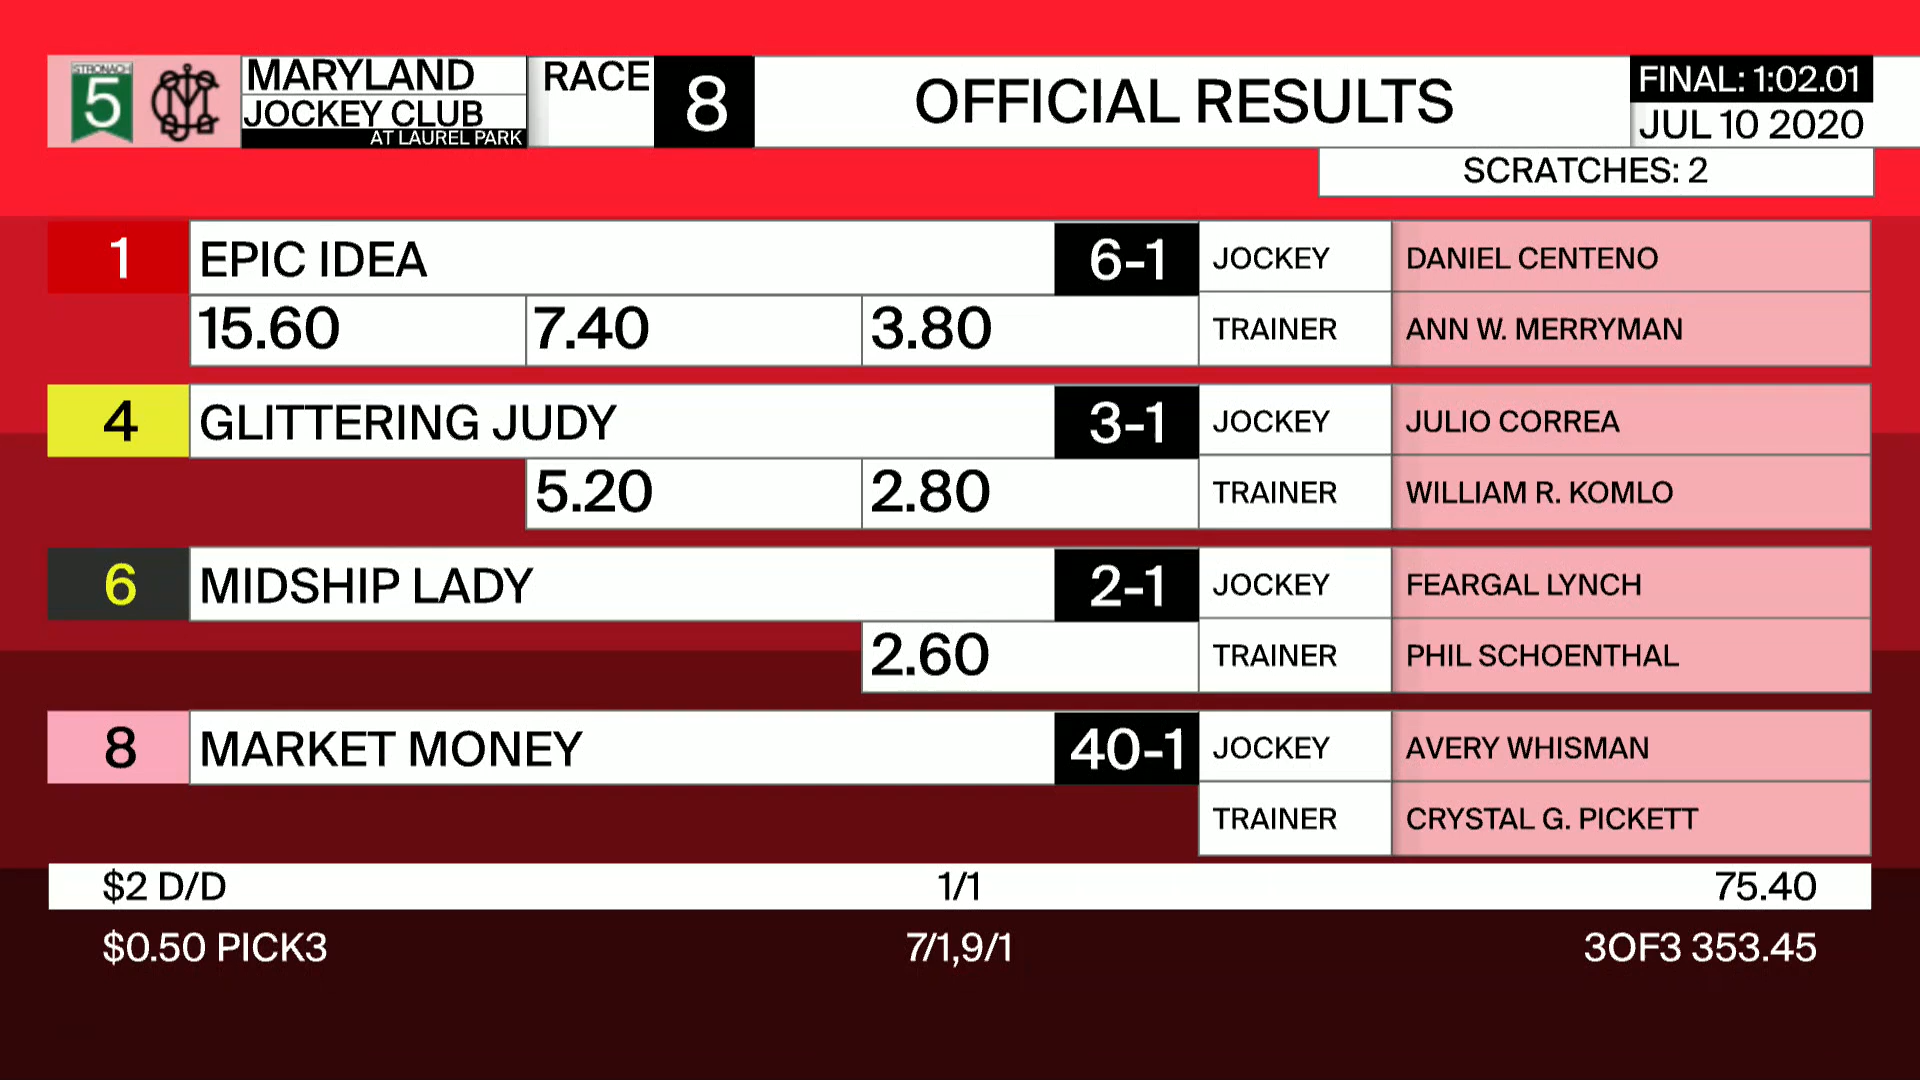 STRONACH
5
MJC
MARYLAND
JOCKEY CLUB
AT LAUREL PARK
RACE 8
OFFICIAL RESULTS
FINAL: 1:02.01
JUL 10 2020
SCRATCHES: 2
1 EPIC IDEA 6-1 JOCKEY DANIEL CENTENO
15.60 7.40 3.80 TRAINER ANN W. MERRYMAN
4 GLITTERING JUDY 3-1 JOCKEY JULIO CORREA
5.20 2.80 TRAINER WILLIAM R. KOMLO
6 MIDSHIP LADY 2-1 JOCKEY FEARGAL LYNCH
2.60 TRAINER PHIL SCHOENTHAL
8 MARKET MONEY 40-1 JOCKEY AVERY WHISMAN
TRAINER CRYSTAL G. PICKETT
$2 D/D 1/1 75.40
$0.50 PICK3 7/1,9/1 3OF3 353.45